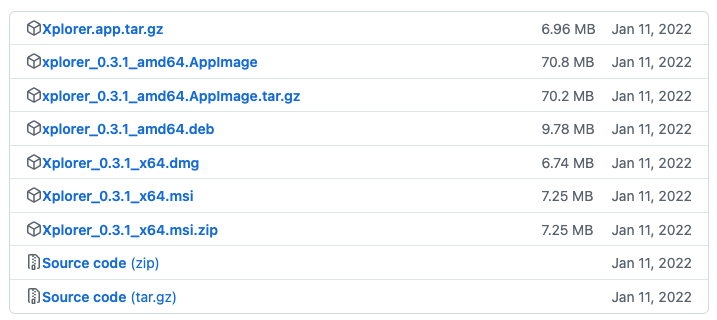 Xplorer.app.tar.gz 6.96 MB Jan 11, 2022
xplorer_0.3.1_amd64.AppImage 70.8 MB Jan 11, 2022
xplorer_0.3.1_amd64.AppImage.tar.gz 70.2 MB Jan 11, 2022
xplorer_0.3.1_amd64.deb 9.78 MB Jan 11, 2022
Xplorer_0.3.1_x64.dmg 6.74 MB Jan 11, 2022
Xplorer_0.3.1_x64.msi 7.25 MB Jan 11, 2022
Xplorer_0.3.1_x64.msi.zip 7.25 MB Jan 11, 2022
Source code (zip) Jan 11, 2022
Source code (tar.gz) Jan 11, 2022